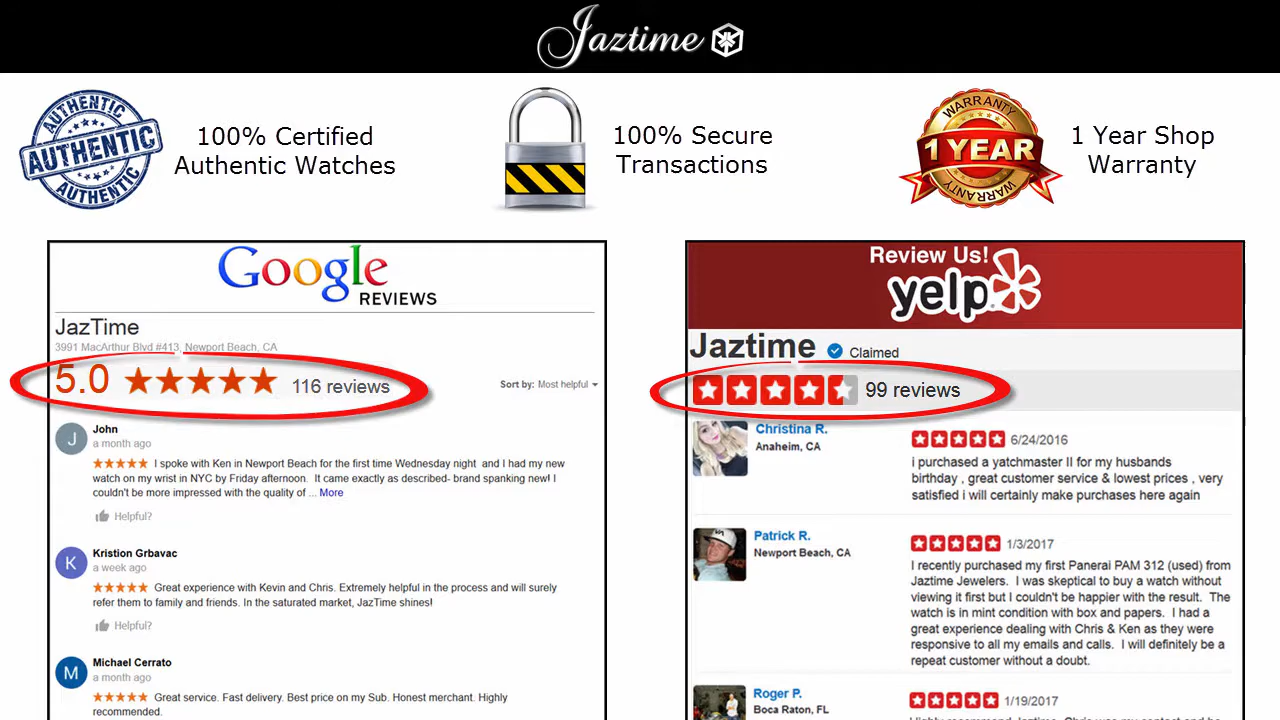 Jaztime
AUTHENTIC
AUTHENTIC
AUTHENTIC
100% Certified
Authentic Watches
100% Secure
Transactions
WARRANTY
1 YEAR
WARRANTY
1 Year Shop
Warranty
Google
REVIEWS
JazTime
3991 MacArthur Blvd #413, Newport Beach, CA
5.0 116 reviews
Sort by: Most helpful
J
John
a month ago
I spoke with Ken in Newport Beach for the first time Wednesday night and I had my new
watch on my wrist in NYC by Friday afternoon. It came exactly as described- brand spanking new! I
couldn't be more impressed with the quality of ... More
Helpful?
K
Kristion Grbavac
a week ago
Great experience with Kevin and Chris. Extremely helpful in the process and will surely
refer them to family and friends. In the saturated market, JazTime shines!
Helpful?
M
Michael Cerrato
a month ago
Great service. Fast delivery. Best price on my Sub. Honest merchant. Highly
recommended.
Review Us!
yelp
Jaztime Claimed
99 reviews
Christina R.
Anaheim, CA
6/24/2016
i purchased a yatchmaster II for my husbands
birthday , great customer service & lowest prices , very
satisfied i will certainly make purchases here again
Patrick R.
Newport Beach, CA
1/3/2017
I recently purchased my first Panerai PAM 312 (used) from
Jaztime Jewelers. I was skeptical to buy a watch without
viewing it first but I couldn't be happier with the result. The
watch is in mint condition with box and papers. I had a
great experience dealing with Chris & Ken as they were
responsive to all my emails and calls. I will definitely be a
repeat customer without a doubt.
Roger P.
Boca Raton, FL
1/19/2017